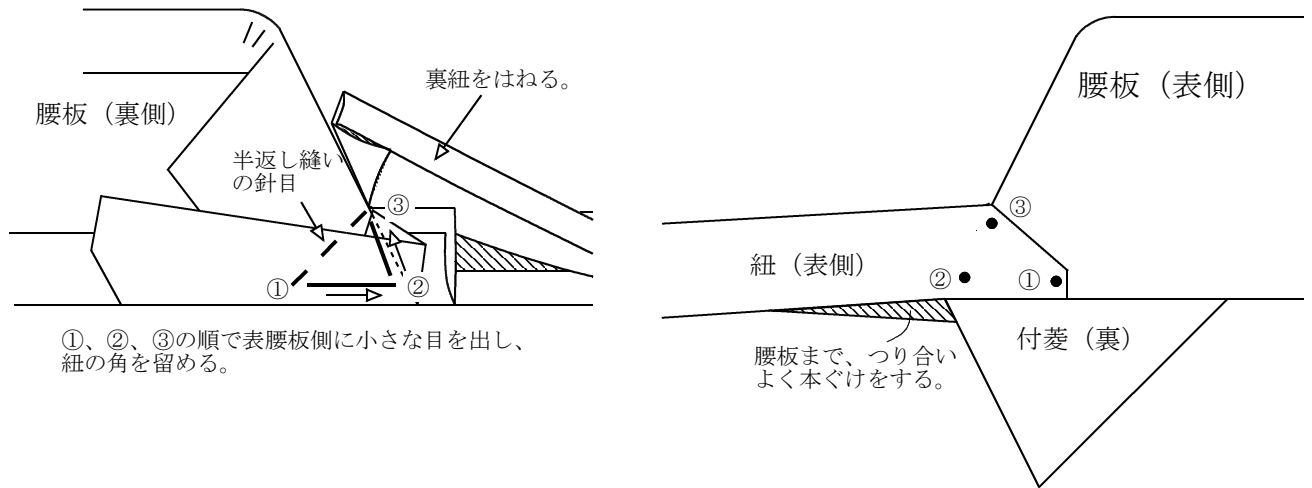 裏紐をはねる。
腰板（裏側）
半返し縫い
の針目
③
①
②
①、②、③の順で表腰板側に小さな目を出し、
紐の角を留める。
腰板（表側）
③
紐（表側）
②
①
付菱（裏）
腰板まで、つり合い
よく本ぐけをする。